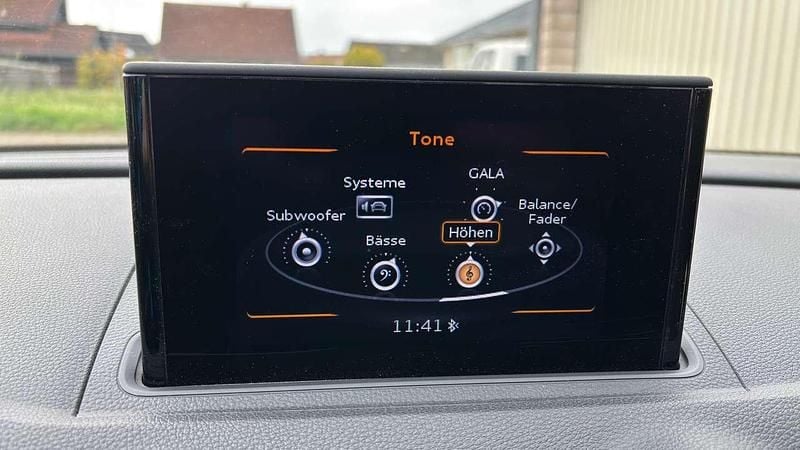 Tone
GALA
Systeme
Balance/
Fader
Subwoofer
Höhen
Bässe
11:41